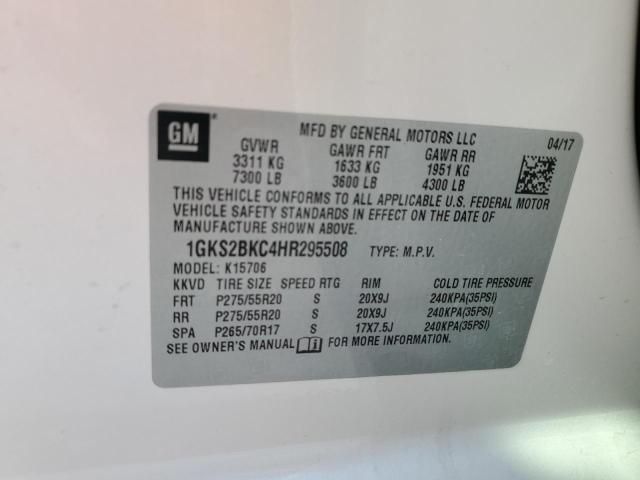 GM
MFD BY GENERAL MOTORS LLC 04/17
GVWR GAWR FRT GAWR RR
3311 KG 1633 KG 1951 KG
7300 LB 3600 LB 4300 LB
THIS VEHICLE CONFORMS TO ALL APPLICABLE U.S. FEDERAL MOTOR
VEHICLE SAFETY STANDARDS IN EFFECT ON THE DATE OF
MANUFACTURE SHOWN ABOVE.
1GKS2BKC4HR295508 TYPE: M.P.V.
MODEL: K15706
KKVD TIRE SIZE SPEED RTG RIM COLD TIRE PRESSURE
FRT P275/55R20 S 20X9J 240KPA(35PSI)
RR P275/55R20 S 20X9J 240KPA(35PSI)
SPA P265/70R17 S 17X7.5J 240KPA(35PSI)
SEE OWNER'S MANUAL i FOR MORE INFORMATION.